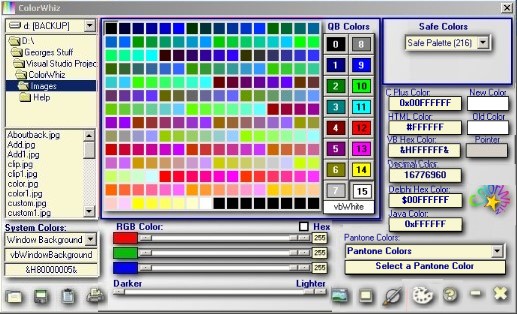 ColorWhiz
d: [BACKUP]
D:\
Georges Stuff
Visual Studio Projec
ColorWhiz
Images
Help
Aboutback.jpg
Add.jpg
Add1.jpg
clip.jpg
clip1.jpg
color.jpg
color1.jpg
custom.jpg
custom1.jpg
System Colors:
Window Background
vbWindowBackground
&H80000005&
QB Colors
0 8
1 9
2 10
3 11
4 12
5 13
6 14
7 15
vbWhite
Safe Colors
Safe Palette (216)
C Plus Color:
0x00FFFFFF
New Color
HTML Color:
#FFFFFF
Old Color
VB Hex Color:
&HFFFFFF&
Pointer
Decimal Color:
16776960
Delphi Hex Color:
$00FFFFFF
Java Color:
0xFFFFFF
RGB Color:
Hex
255
255
255
Darker
Lighter
Pantone Colors:
Pantone Colors
Select a Pantone Color